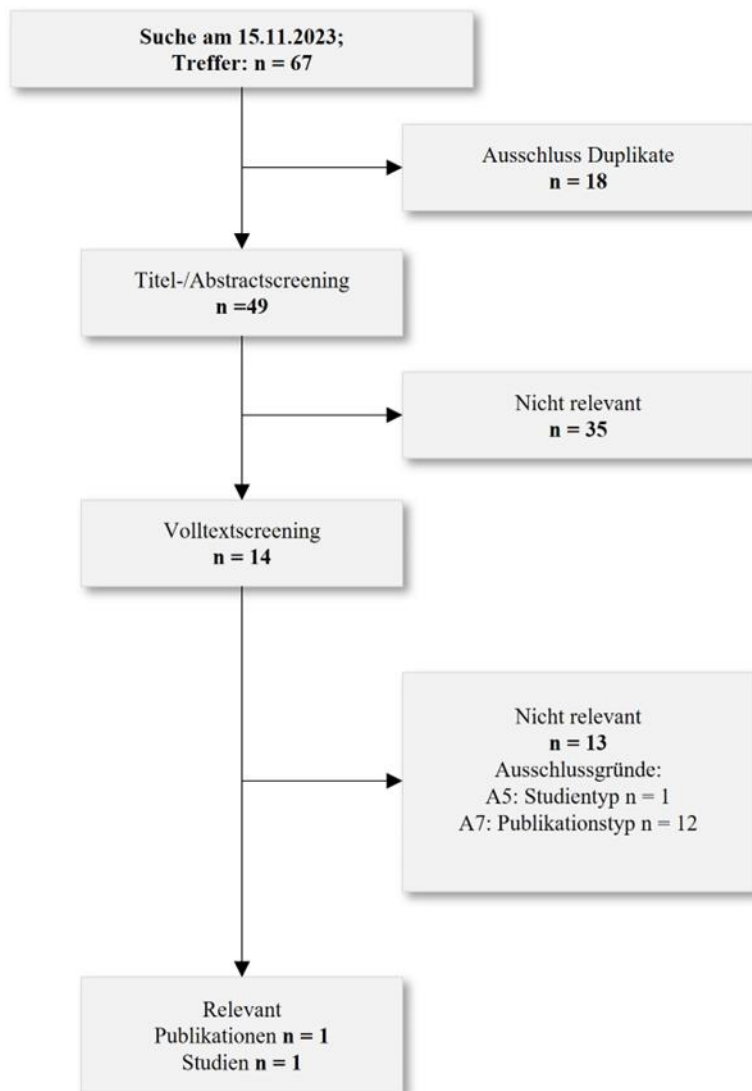 Suche am 15.11.2023;
Treffer: n = 67
Ausschluss Duplikate
n = 18
Titel-/Abstractscreening
n =49
Nicht relevant
n = 35
Volltextscreening
n = 14
Nicht relevant
n = 13
Ausschlussgründe:
A5: Studientyp n = 1
A7: Publikationstyp n = 12
Relevant
Publikationen n = 1
Studien n = 1